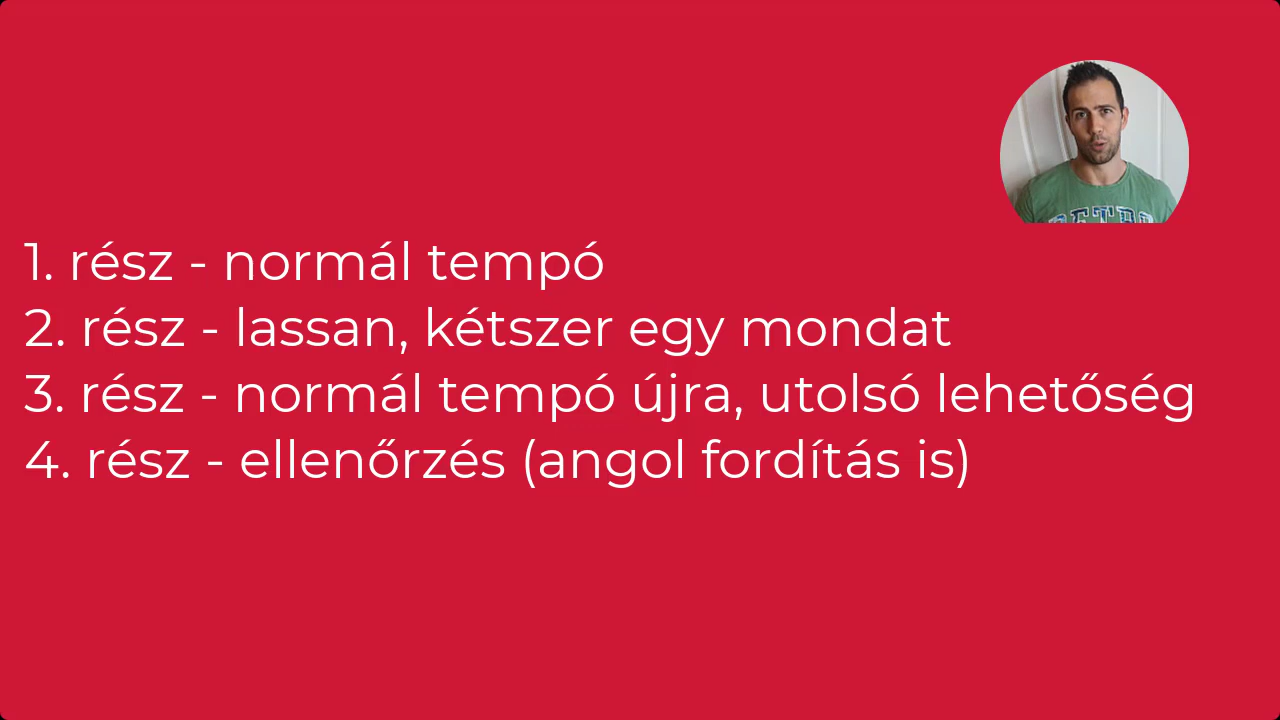 1. rész - normál tempó
2. rész - lassan, kétszer egy mondat
3. rész - normál tempó újra, utolsó lehetőség
4. rész - ellenőrzés (angol fordítás is)